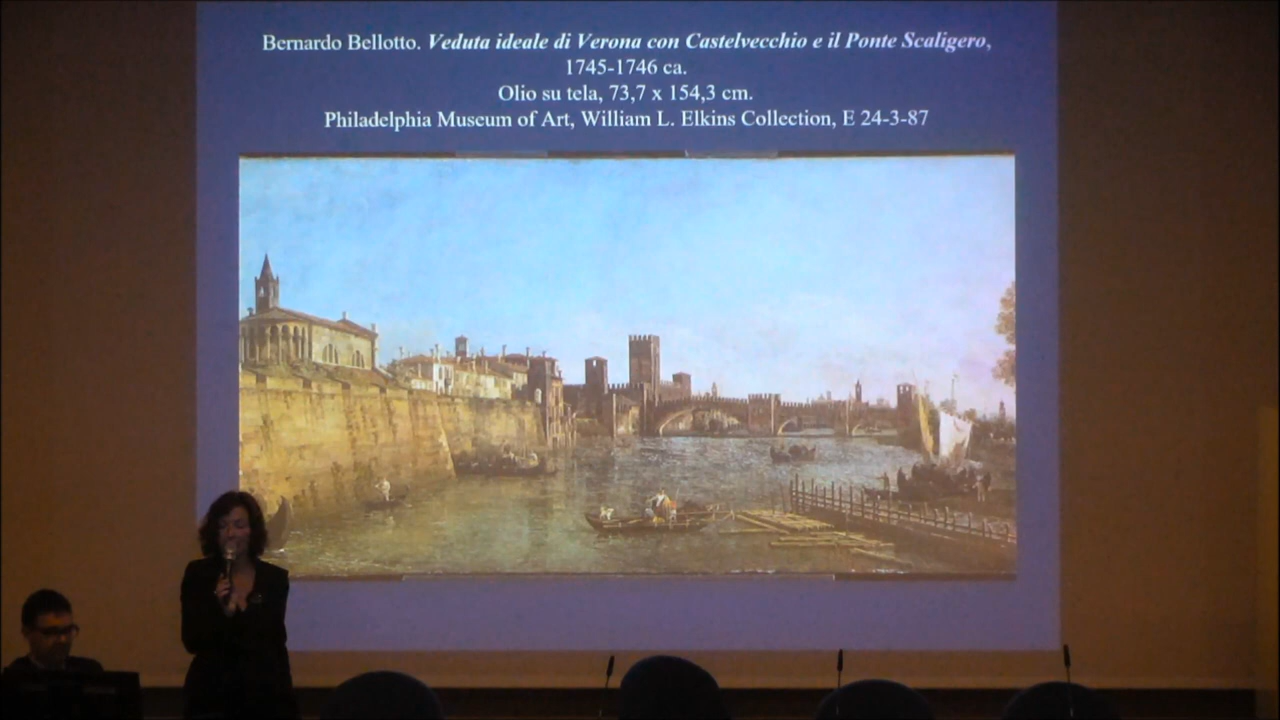 Bernardo Bellotto. Veduta ideale di Verona con Castelvecchio e il Ponte Scaligero,
1745-1746 ca.
Olio su tela, 73,7 x 154,3 cm.
Philadelphia Museum of Art, William L. Elkins Collection, E 24-3-87